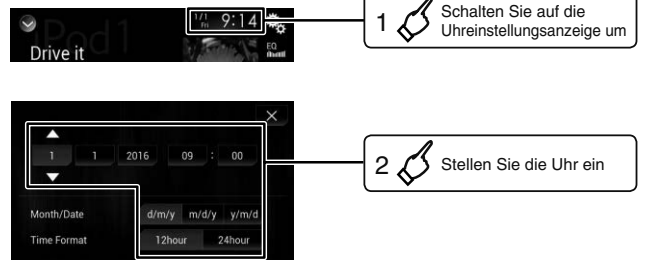 1/1
Fri
9:14
iPod1
Drive it
EQ
1 Schalten Sie auf die
Uhreinstellungsanzeige um
1 1 2016 09 : 00
Month/Date d/m/y m/d/y y/m/d
Time Format 12hour 24hour
2 Stellen Sie die Uhr ein